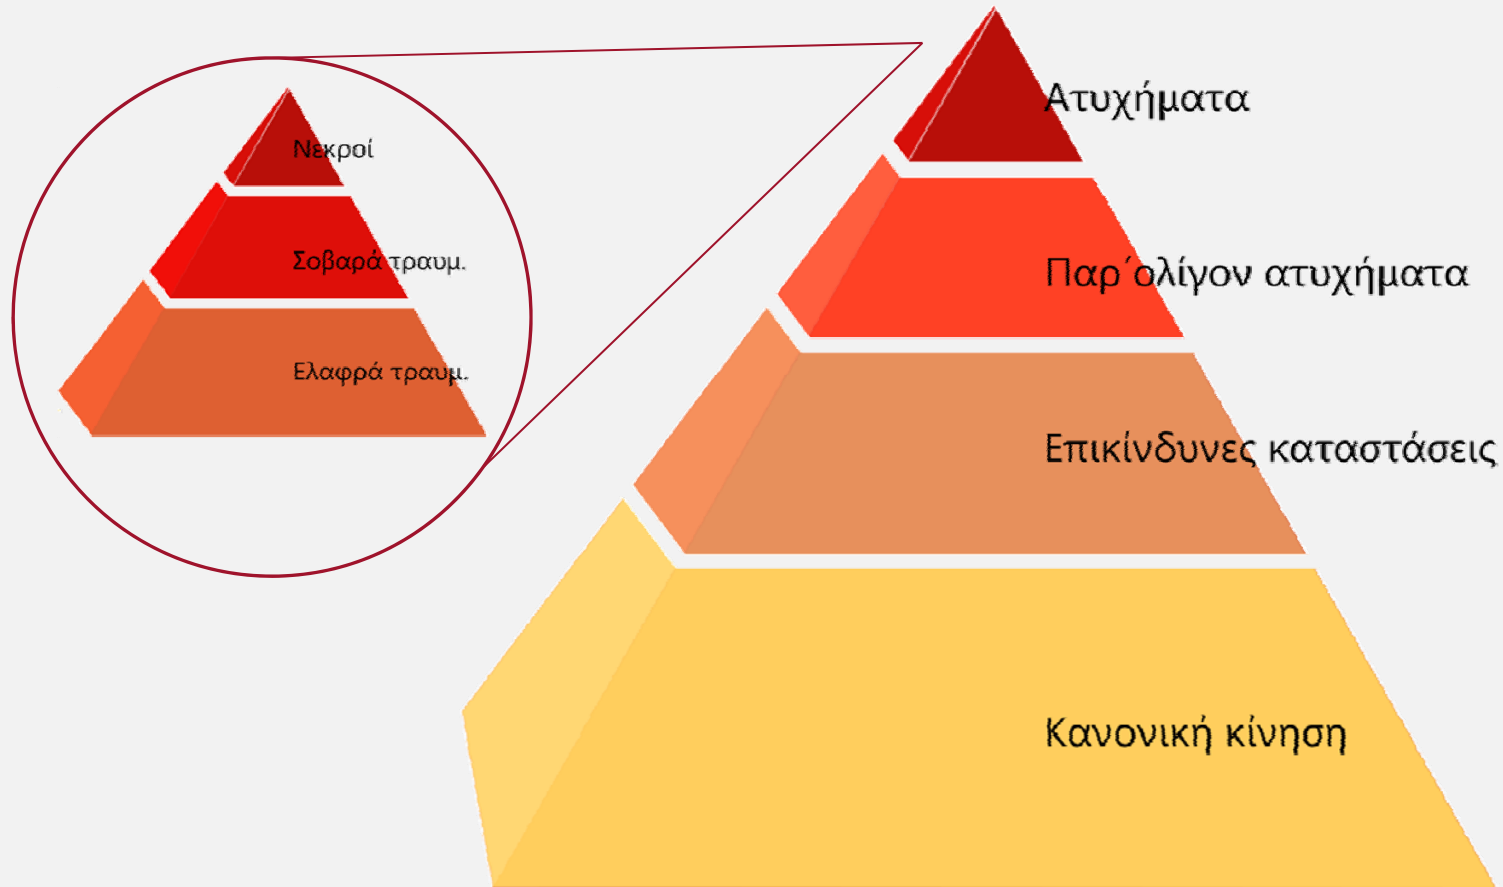 Νεκροί
Σοβαρά τραυμ.
Ελαφρά τραυμ.
Ατυχήματα
Παρ΄ολίγον ατυχήματα
Επικίνδυνες καταστάσεις
Κανονική κίνηση